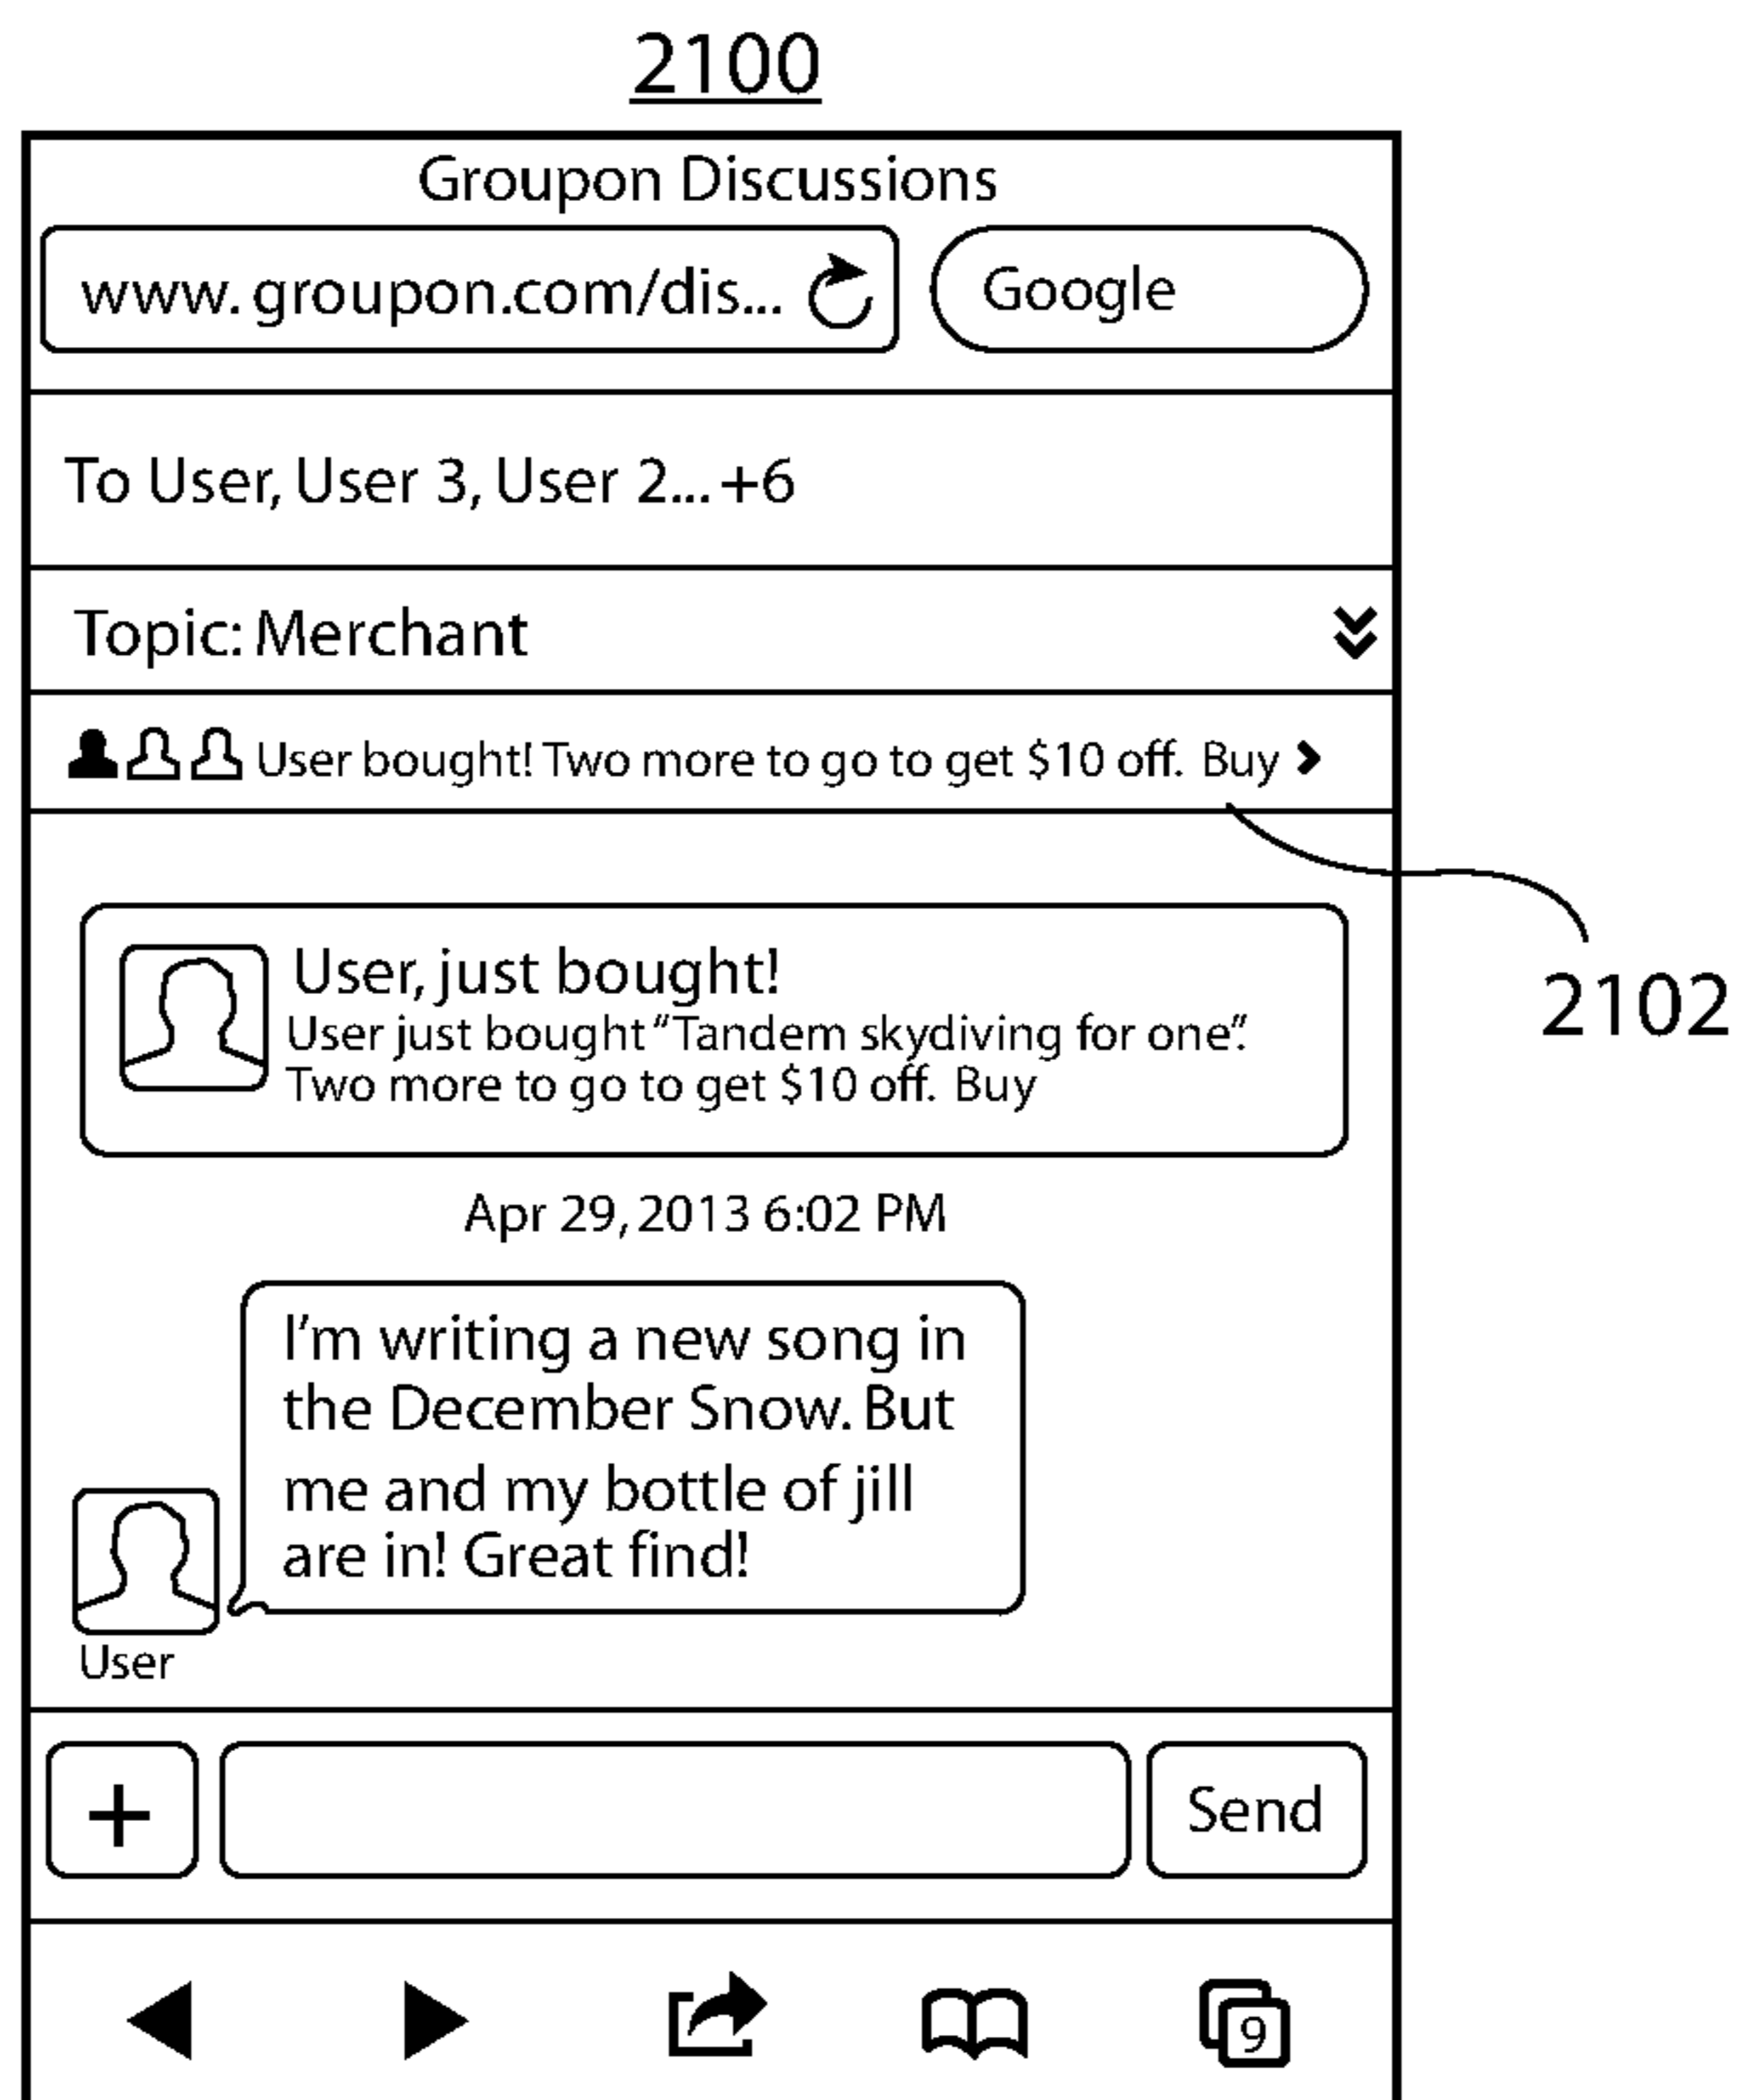 2100
Groupon Discussions
www.groupon.com/dis...
Google
To User, User 3, User 2... +6
Topic: Merchant
User bought! Two more to go to get $10 off. Buy
2102
User, just bought!
User just bought “Tandem skydiving for one”.
Two more to go to get $10 off. Buy
Apr 29, 2013 6:02 PM
I'm writing a new song in
the December Snow. But
me and my bottle of jill
are in! Great find!
User
+
Send
9